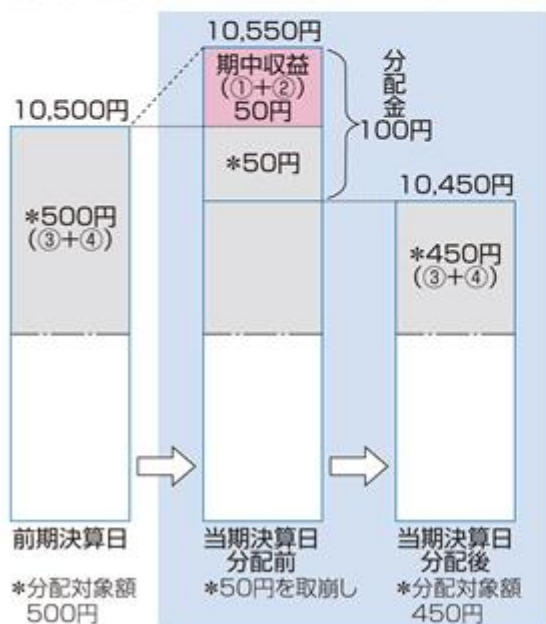 10,550円
期中収益
(①+②)
50円
分配金
100円
10,500円
*50円
10,450円
*500円
(③+④)
*450円
(③+④)
前期決算日
当期決算日
分配前
当期決算日
分配後
*分配対象額
500円
*50円を取崩し
*分配対象額
450円